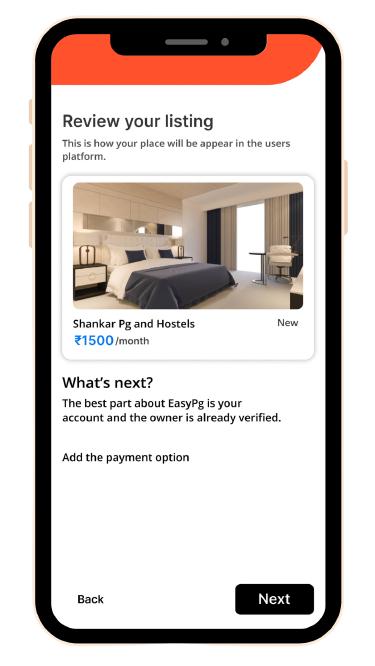 Review your listing
This is how your place will be appear in the users
platform.
Shankar Pg and Hostels
New
₹1500/month
What's next?
The best part about EasyPg is your
account and the owner is already verified.
Add the payment option
Back
Next